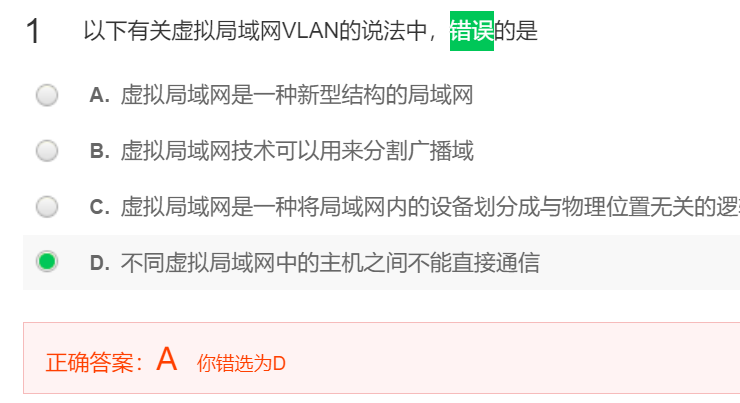 1 以下有关虚拟局域网VLAN的说法中，错误的是
A. 虚拟局域网是一种新型结构的局域网
B. 虚拟局域网技术可以用来分割广播域
C. 虚拟局域网是一种将局域网内的设备划分成与物理位置无关的逻
D. 不同虚拟局域网中的主机之间不能直接通信
正确答案：A 你错选为D